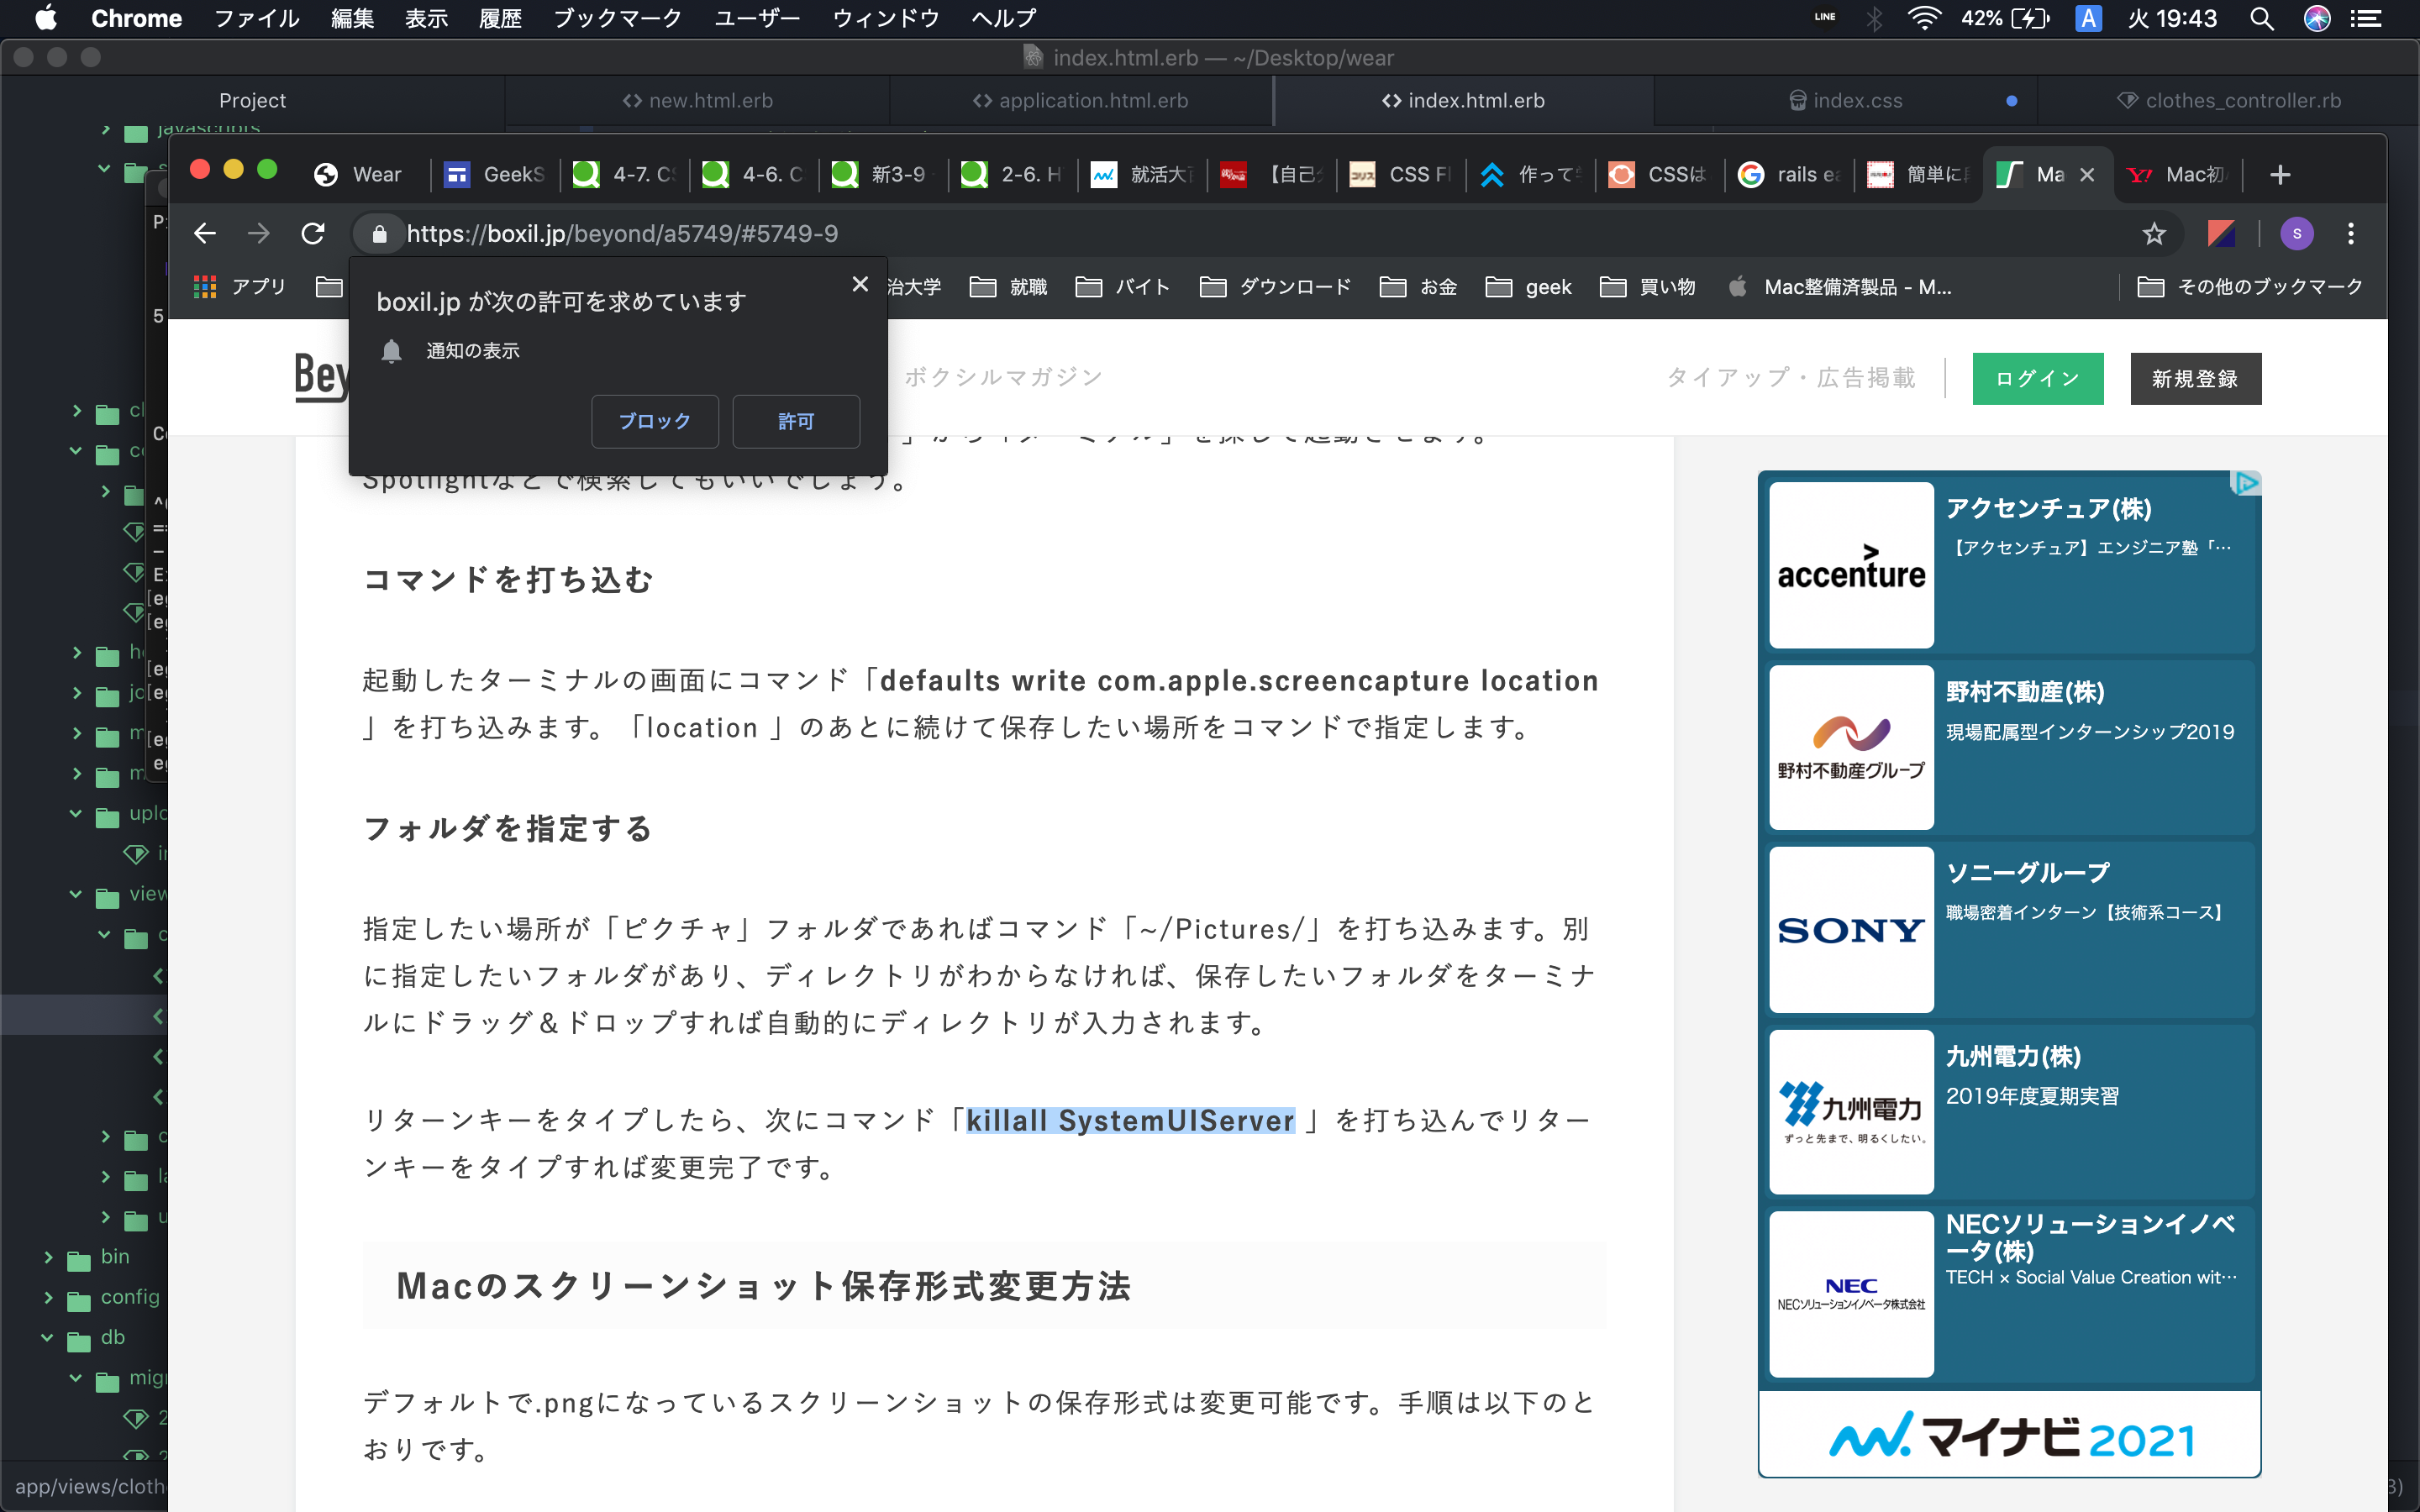 Chrome ファイル 編集 表示 履歴 ブックマーク ユーザー ウィンドウ ヘルプ LINE 42% A 火 19:43
index.html.erb — ~/Desktop/wear
Project new.html.erb application.html.erb index.html.erb index.css clothes_controller.rb
javascripts
Wear GeekS 4-7. CS 4-6. C 新3-9 2-6. H 就活大 【自己 CSS Fl 作って CSSは rails ea 簡単に Ma Mac初 +
https://boxil.jp/beyond/a5749/#5749-9 s
アプリ 治大学 就職 バイト ダウンロード お金 geek 買い物 Mac整備済製品 - M... その他のブックマーク
boxil.jp が次の許可を求めています
通知の表示
ブロック 許可
Bey ボクシルマガジン タイアップ・広告掲載 ログイン 新規登録
」から「ターミナル」を探して起動させます。
Spotlightなどで検索してもいいでしょう。
コマンドを打ち込む
起動したターミナルの画面にコマンド「defaults write com.apple.screencapture location
」を打ち込みます。「location 」のあとに続けて保存したい場所をコマンドで指定します。
フォルダを指定する
指定したい場所が「ピクチャ」フォルダであればコマンド「~/Pictures/」を打ち込みます。別
に指定したいフォルダがあり、ディレクトリがわからなければ、保存したいフォルダをターミナ
ルにドラッグ＆ドロップすれば自動的にディレクトリが入力されます。
リターンキーをタイプしたら、次にコマンド「killall SystemUIServer 」を打ち込んでリター
ンキーをタイプすれば変更完了です。
Macのスクリーンショット保存形式変更方法
デフォルトで.pngになっているスクリーンショットの保存形式は変更可能です。手順は以下のと
おりです。
accenture
アクセンチュア(株)
【アクセンチュア】エンジニア塾「…
野村不動産グループ
野村不動産(株)
現場配属型インターンシップ2019
SONY
ソニーグループ
職場密着インターン【技術系コース】
九州電力
ずっと先まで、明るくしたい。
九州電力(株)
2019年度夏期実習
NEC
NECソリューションイノベータ株式会社
NECソリューションイノベ
ータ(株)
TECH × Social Value Creation wit…
マイナビ2021
uplo
view
bin
config
db
migr
app/views/cloth